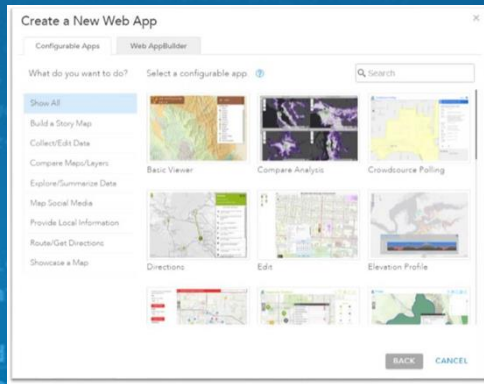 Create a New Web App
×
Configurable Apps
Web AppBuilder
What do you want to do?
Select a configurable app.
?
Search
Show All
Build a Story Map
Collect/Edit Data
Compare Maps/Layers
Explore/Summarize Data
Map Social Media
Provide Local Information
Route/Get Directions
Showcase a Map
Basic Viewer
Compare Analysis
Crowdsource Polling
Directions
Edit
Elevation Profile
BACK
CANCEL